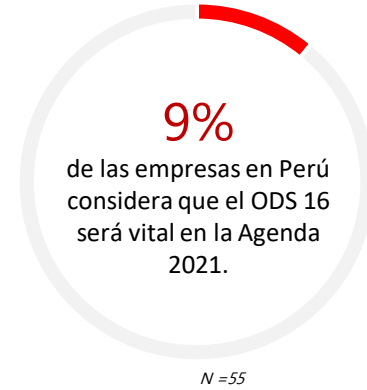 9%
de las empresas en Perú
considera que el ODS 16
será vital en la Agenda
2021.
N =55